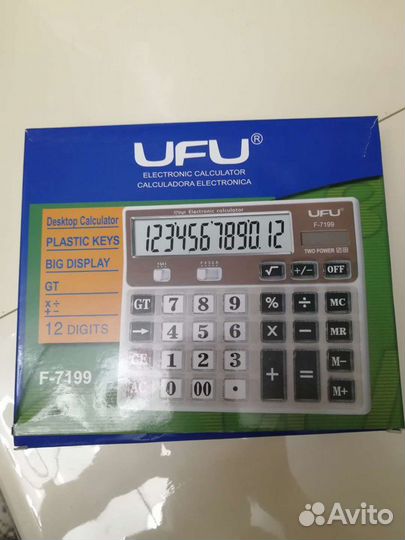 UFU®
ELECTRONIC CALCULATOR
CALCULADORA ELECTRONICA
Desktop Calculator
PLASTIC KEYS
BIG DISPLAY
GT
× ÷
+ −
12 DIGITS
F-7199
Electronic calculator
UFU®
F-7199
1234567890.12
TWO POWER
√ +/− OFF
GT 7 8 9 % ÷ MC
→ 4 5 6 × − MR
CE 1 2 3 + = M−
AC 0 00 • M+
Avito